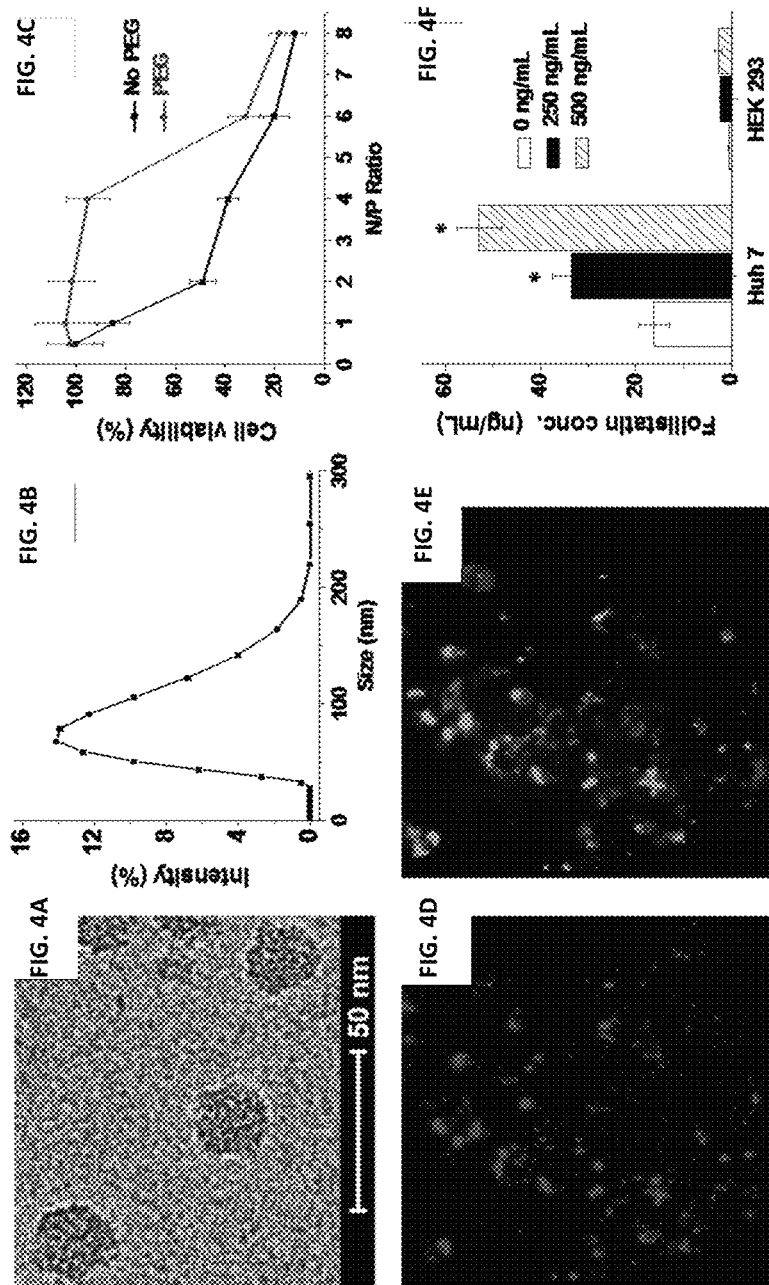 FIG. 4A
50 nm
FIG. 4B
Intensity (%)
16
12
8
4
0
0
100
200
300
Size (nm)
FIG. 4C
Cell viability (%)
120
100
80
60
40
20
0
No PEG
PEG
0
1
2
3
4
5
6
7
8
N/P Ratio
FIG. 4D
FIG. 4E
FIG. 4F
Follistatin conc. (ng/mL)
60
40
20
0
0 ng/mL
250 ng/mL
500 ng/mL
*
*
Huh 7
HEK 293